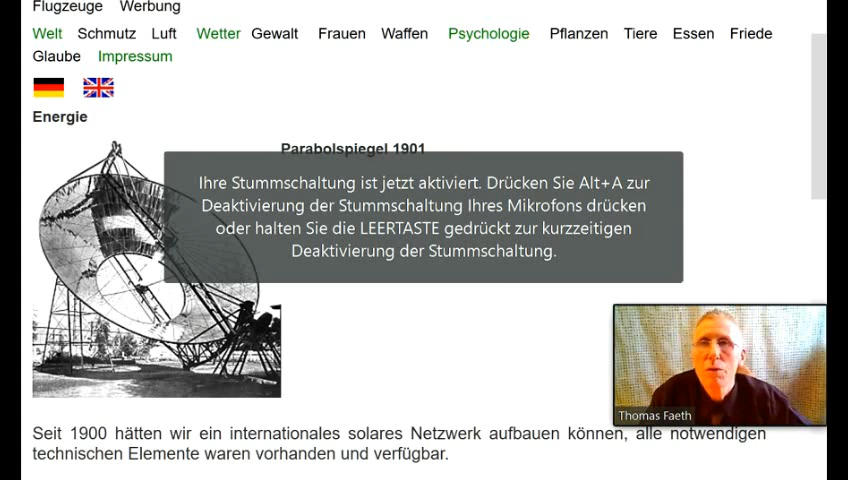 Flugzeuge Werbung
Welt Schmutz Luft Wetter Gewalt Frauen Waffen Psychologie Pflanzen Tiere Essen Friede
Glaube Impressum
Energie
Parabolspiegel 1901
Ihre Stummschaltung ist jetzt aktiviert. Drücken Sie Alt+A zur
Deaktivierung der Stummschaltung Ihres Mikrofons drücken
oder halten Sie die LEERTASTE gedrückt zur kurzzeitigen
Deaktivierung der Stummschaltung.
Thomas Faeth
Seit 1900 hätten wir ein internationales solares Netzwerk aufbauen können, alle notwendigen
technischen Elemente waren vorhanden und verfügbar.